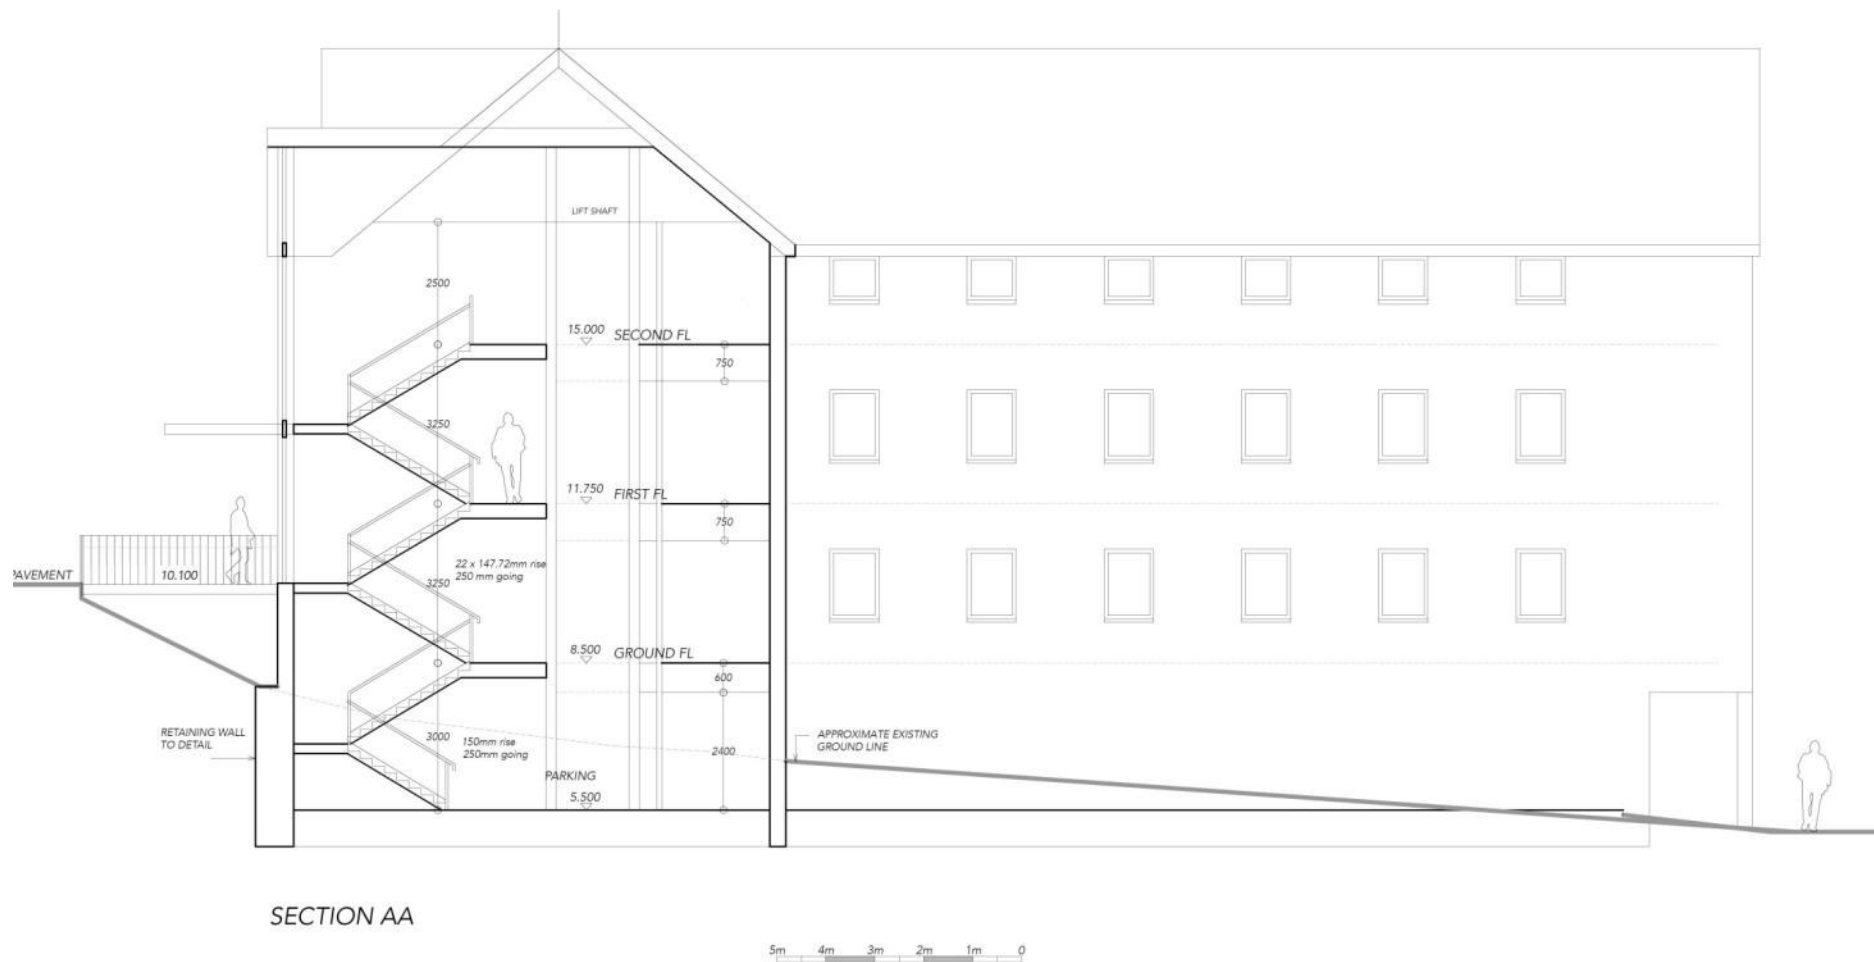 LIFT SHAFT
2500
15.000 SECOND FL
750
3250
11.750 FIRST FL
750
22 x 147.72mm rise
250 mm going
3250
PAVEMENT
10.100
8.500 GROUND FL
600
RETAINING WALL
TO DETAIL
3000
150mm rise
250mm going
2400
APPROXIMATE EXISTING
GROUND LINE
PARKING
5.500
SECTION AA
5m 4m 3m 2m 1m 0